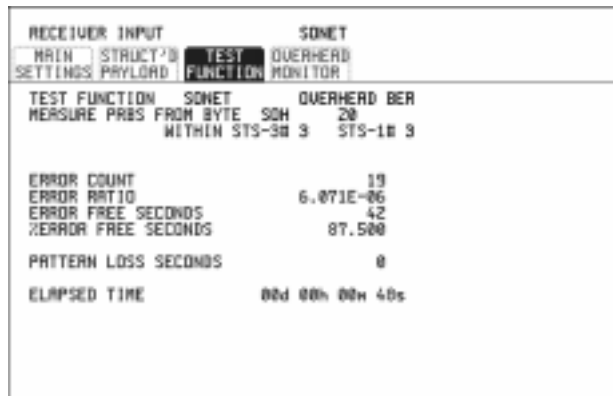 RECEIVER INPUT SONET
MAIN SETTINGS STRUCT'D PAYLOAD TEST FUNCTION OVERHEAD MONITOR
TEST FUNCTION SONET OVERHEAD BER
MEASURE PRBS FROM BYTE SOH 20
WITHIN STS-3# 3 STS-1# 3
ERROR COUNT 19
ERROR RATIO 6.071E-06
ERROR FREE SECONDS 42
%ERROR FREE SECONDS 87.500
PATTERN LOSS SECONDS 0
ELAPSED TIME 00d 00h 00m 48s